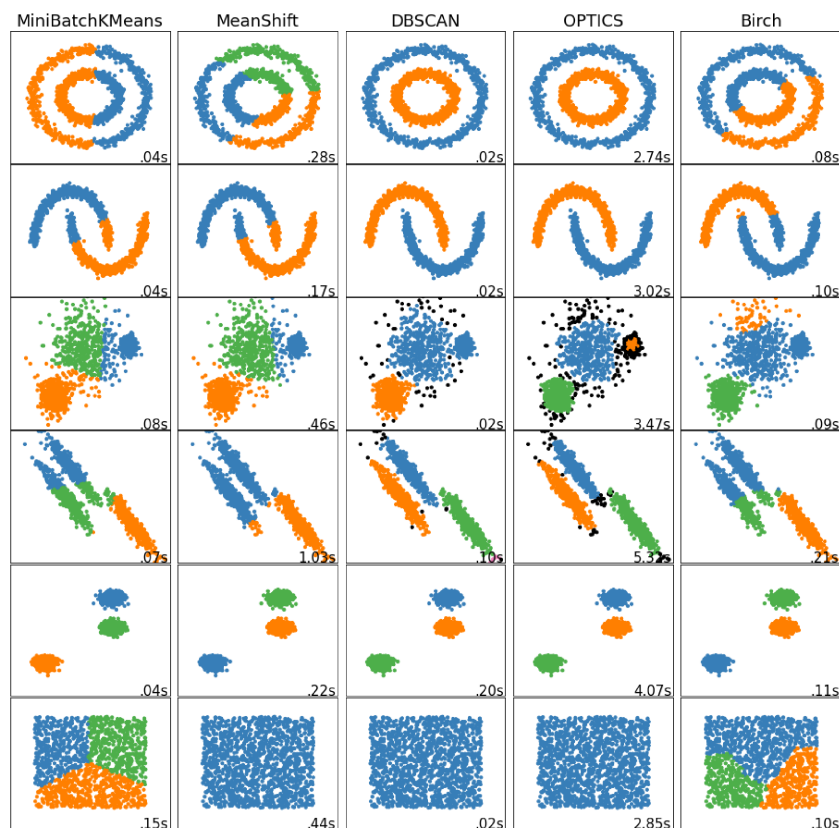 MiniBatchKMeans MeanShift DBSCAN OPTICS Birch
.04s .28s .02s 2.74s .08s
.04s .17s .02s 3.02s .10s
.08s .46s .02s 3.47s .09s
.07s 1.03s .10s 5.32s .21s
.04s .22s .20s 4.07s .11s
.15s .44s .02s 2.85s .10s